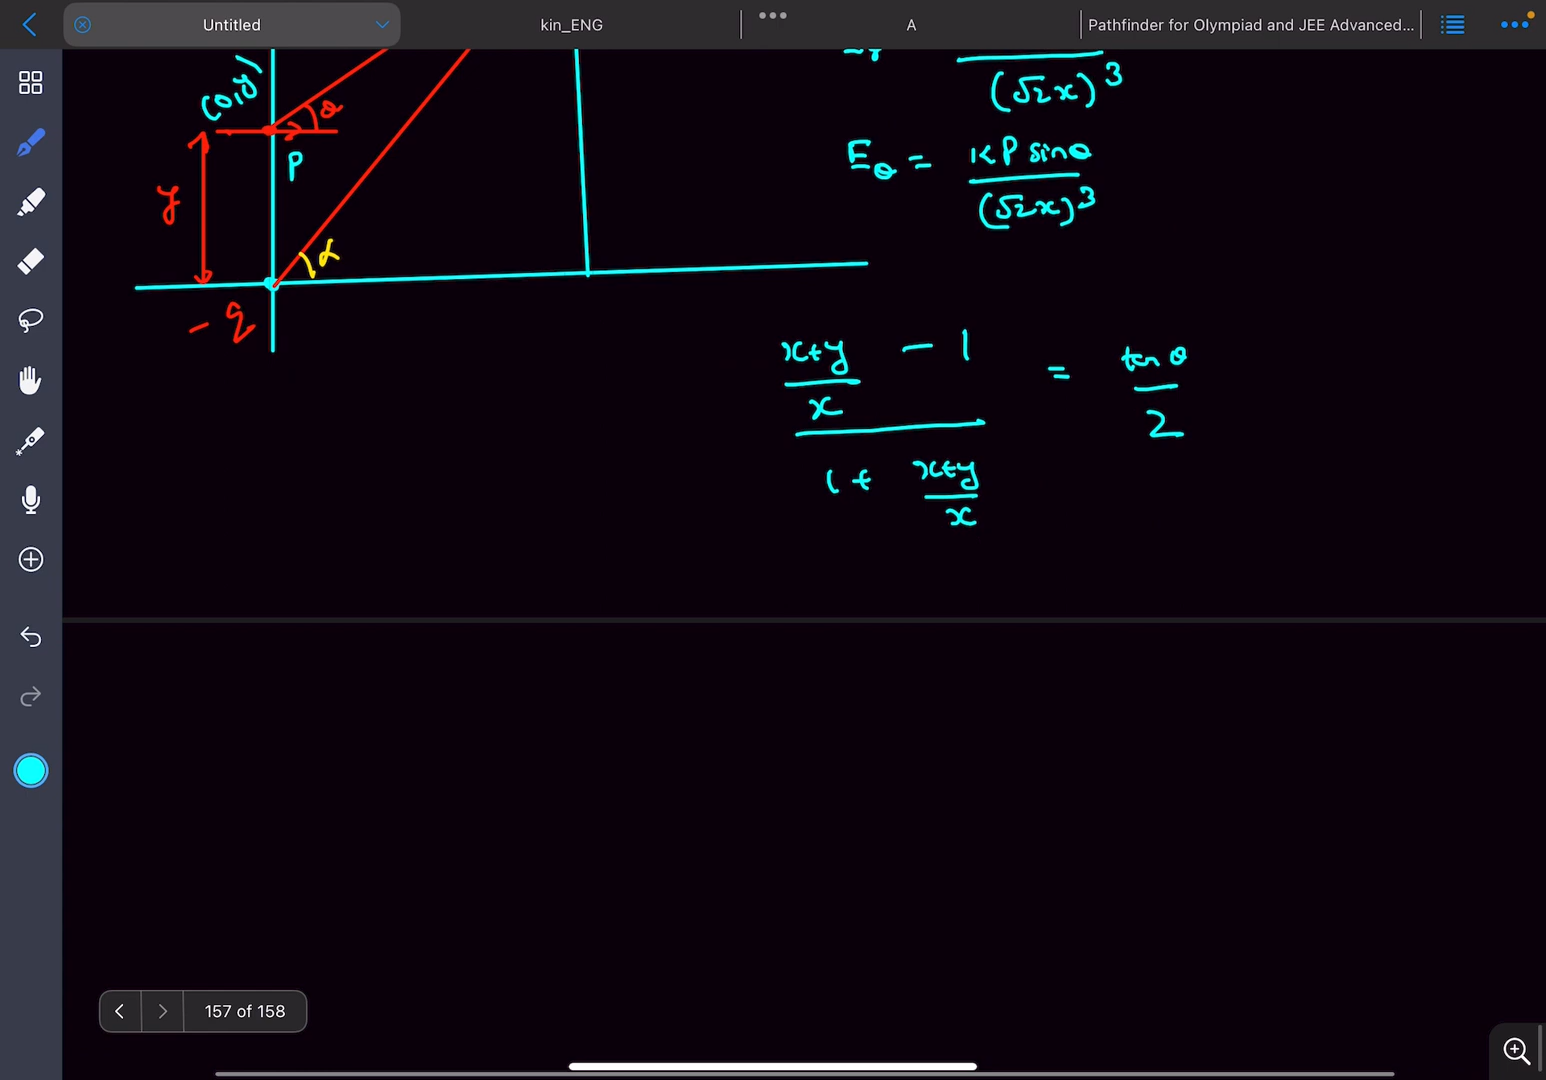 Untitled
kin_ENG
A
Pathfinder for Olympiad and JEE Advanced...
(0,y)
θ
P
y
α
-q
(√2x)³
E_θ = KP sinθ / (√2x)³
(x+y)/x - 1 / 1 + (x+y)/x = tan θ / 2
157 of 158